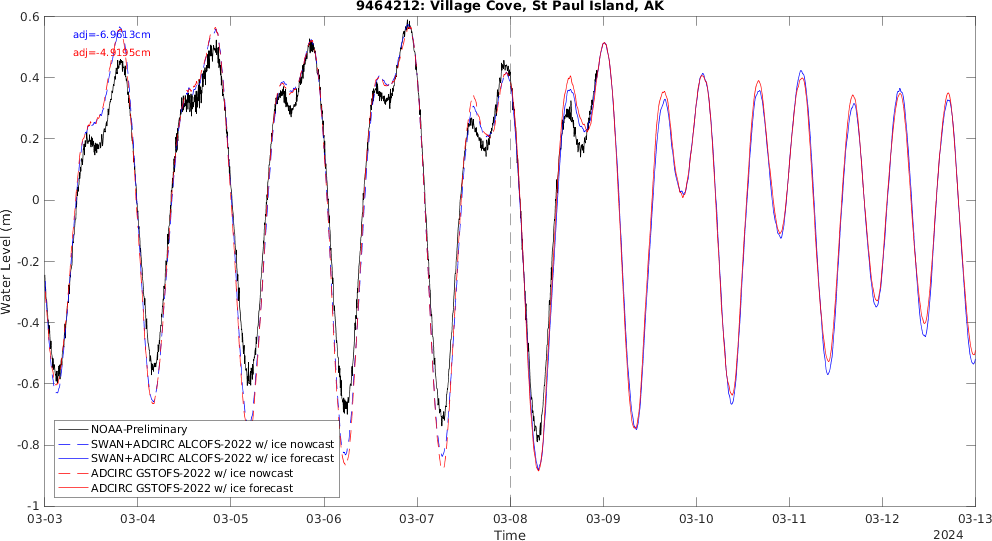 9464212: Village Cove, St Paul Island, AK
0.6
0.4
0.2
0
-0.2
-0.4
-0.6
-0.8
-1
Water Level (m)
adj=-6.9613cm
adj=-4.9195cm
NOAA-Preliminary
SWAN+ADCIRC ALCOFS-2022 w/ ice nowcast
SWAN+ADCIRC ALCOFS-2022 w/ ice forecast
ADCIRC GSTOFS-2022 w/ ice nowcast
ADCIRC GSTOFS-2022 w/ ice forecast
03-03 03-04 03-05 03-06 03-07 03-08 03-09 03-10 03-11 03-12 03-13
Time
2024